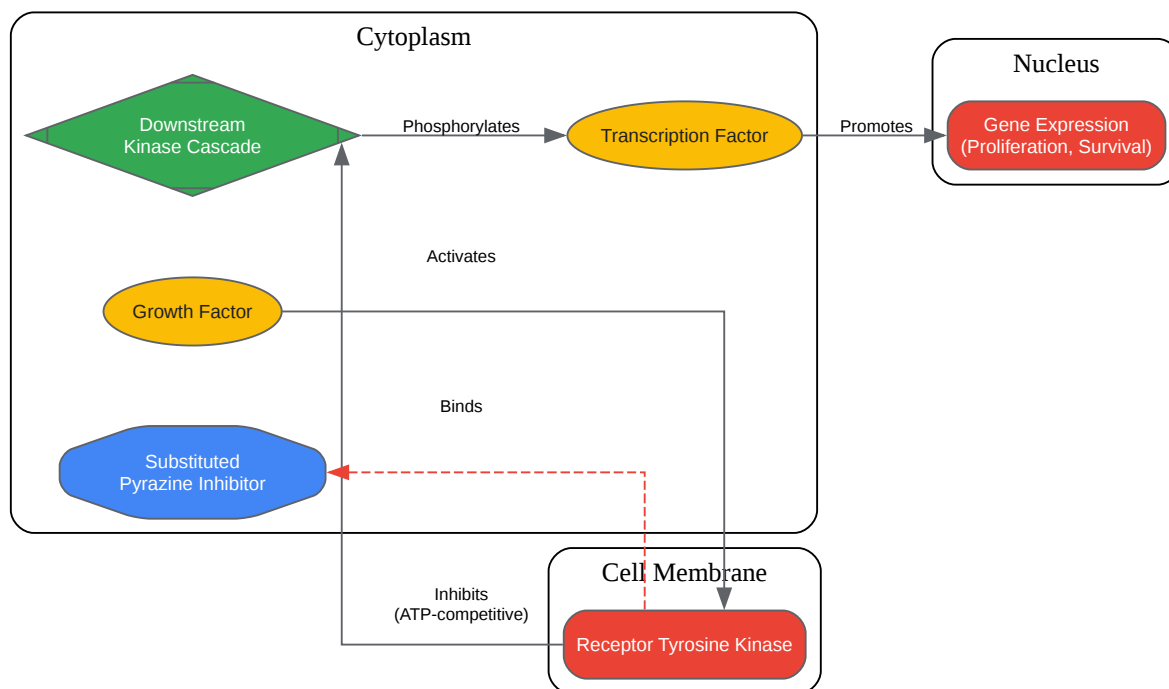 Cytoplasm
Nucleus
Downstream
Kinase Cascade
Phosphorylates
Transcription Factor
Promotes
Gene Expression
(Proliferation, Survival)
Activates
Growth Factor
Binds
Substituted
Pyrazine Inhibitor
Cell Membrane
Inhibits
(ATP-competitive)
Receptor Tyrosine Kinase